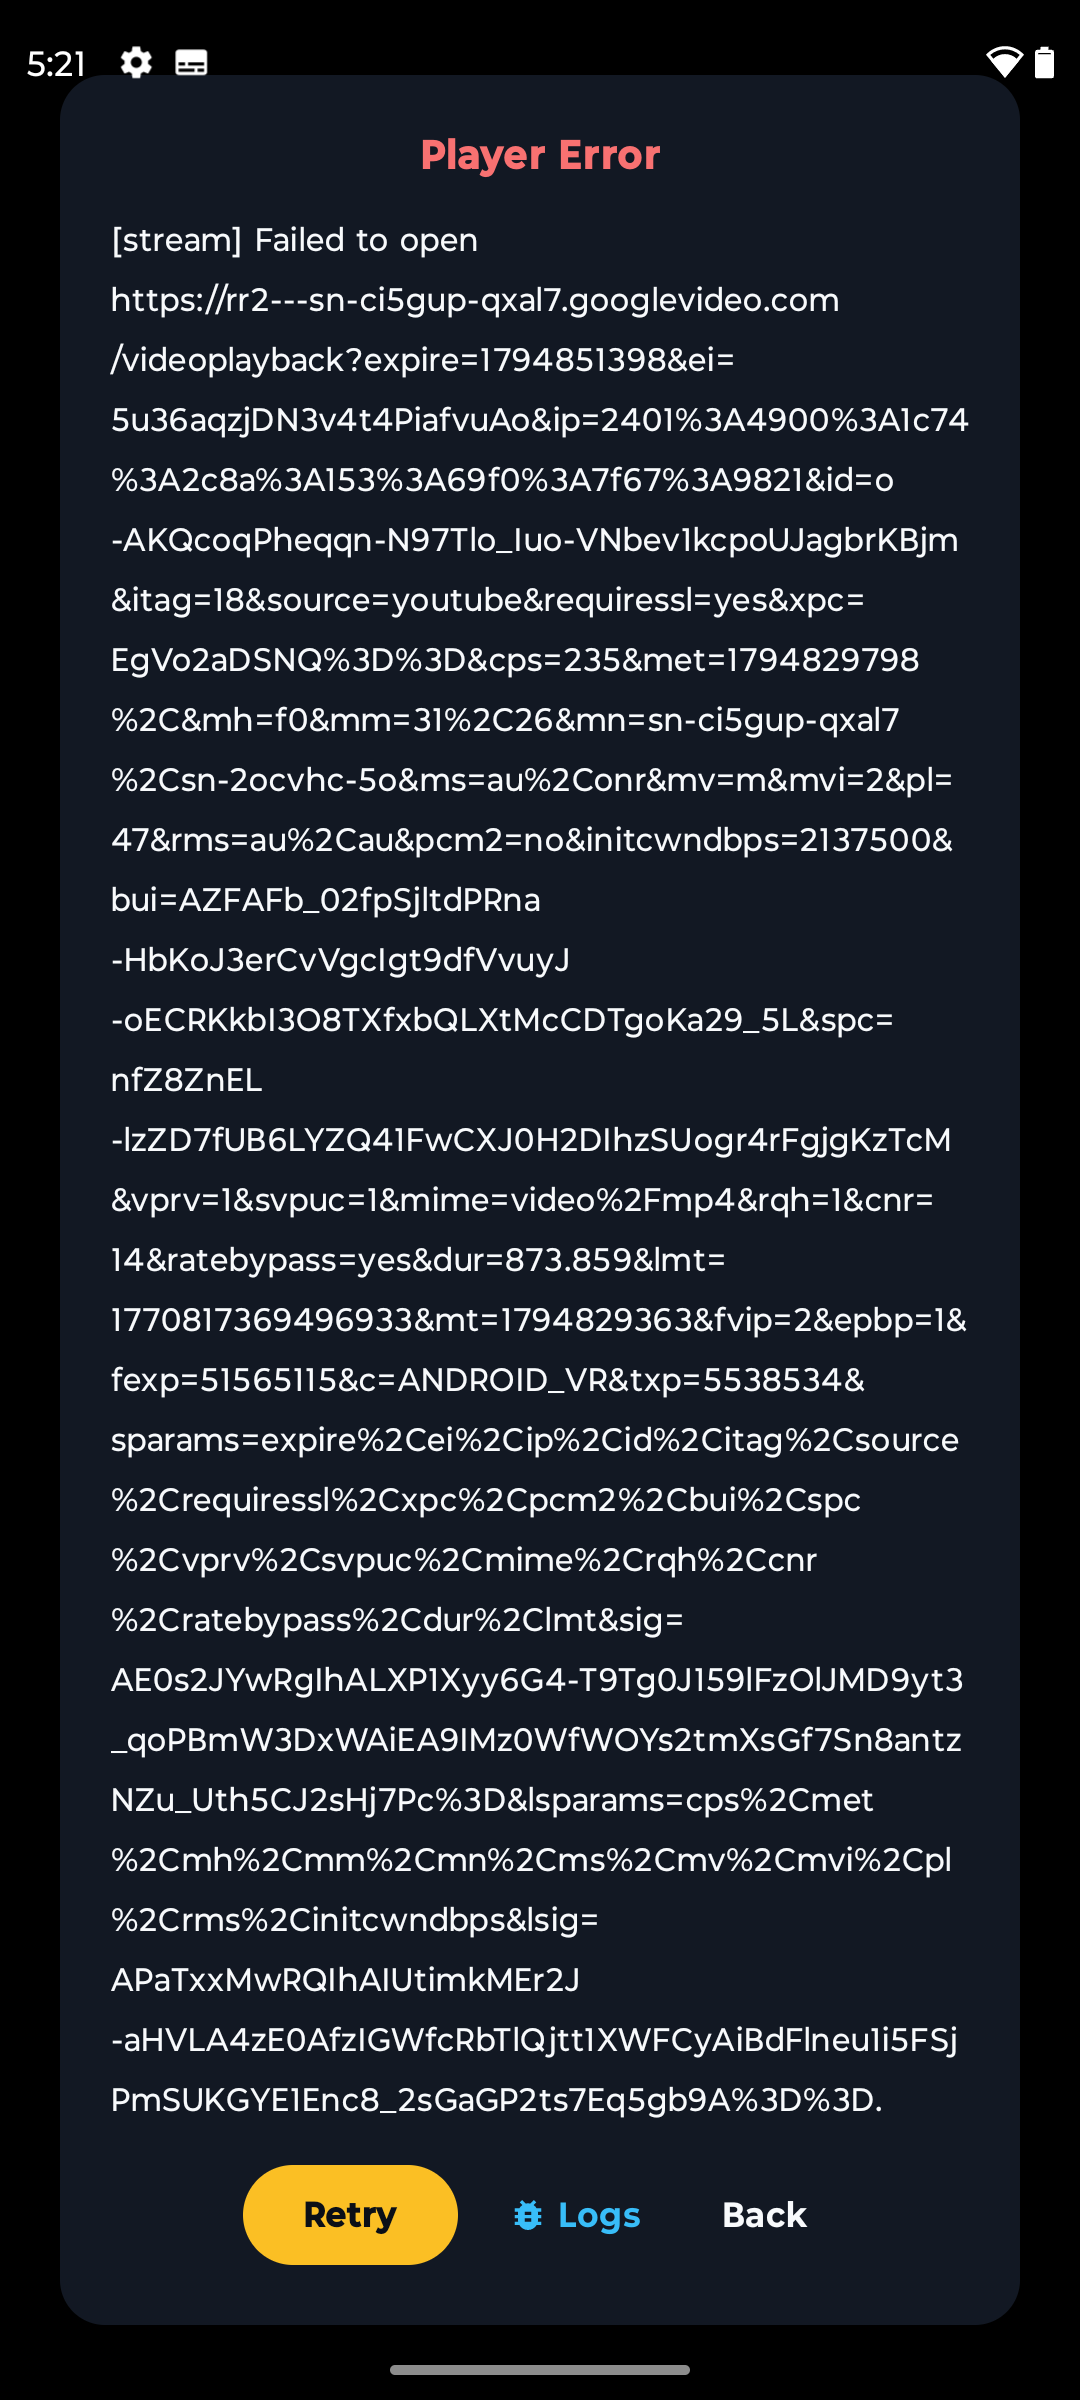 5:21
Player Error
[stream] Failed to open
https://rr2---sn-ci5gup-qxal7.googlevideo.com
/videoplayback?expire=1794851398&ei=
5u36aqzjDN3v4t4PiafvuAo&ip=2401%3A4900%3A1c74
%3A2c8a%3A153%3A69f0%3A7f67%3A9821&id=o
-AKQcoqPheqqn-N97Tlo_Iuo-VNbev1kcpoUJagbrKBjm
&itag=18&source=youtube&requiressl=yes&xpc=
EgVo2aDSNQ%3D%3D&cps=235&met=1794829798
%2C&mh=f0&mm=31%2C26&mn=sn-ci5gup-qxal7
%2Csn-2ocvhc-5o&ms=au%2Conr&mv=m&mvi=2&pl=
47&rms=au%2Cau&pcm2=no&initcwndbps=2137500&
bui=AZFAFb_02fpSjltdPRna
-HbKoJ3erCvVgcIgt9dfVvuyJ
-oECRKkbI3O8TXfxbQLXtMcCDTgoKa29_5L&spc=
nfZ8ZnEL
-lzZD7fUB6LYZQ41FwCXJ0H2DIhzSUogr4rFgjgKzTcM
&vprv=1&svpuc=1&mime=video%2Fmp4&rqh=1&cnr=
14&ratebypass=yes&dur=873.859&lmt=
1770817369496933&mt=1794829363&fvip=2&epbp=1&
fexp=51565115&c=ANDROID_VR&txp=5538534&
sparams=expire%2Cei%2Cip%2Cid%2Citag%2Csource
%2Crequiressl%2Cxpc%2Cpcm2%2Cbui%2Cspc
%2Cvprv%2Csvpuc%2Cmime%2Crqh%2Ccnr
%2Cratebypass%2Cdur%2Clmt&sig=
AE0s2JYwRgIhALXP1Xyy6G4-T9Tg0J159lFzOlJMD9yt3
_qoPBmW3DxWAiEA9IMz0WfWOYs2tmXsGf7Sn8antz
NZu_Uth5CJ2sHj7Pc%3D&lsparams=cps%2Cmet
%2Cmh%2Cmm%2Cmn%2Cms%2Cmv%2Cmvi%2Cpl
%2Crms%2Cinitcwndbps&lsig=
APaTxxMwRQIhAIUtimkMEr2J
-aHVLA4zE0AfzIGWfcRbTlQjtt1XWFCyAiBdFlneu1i5FSj
PmSUKGYE1Enc8_2sGaGP2ts7Eq5gb9A%3D%3D.
Retry
Logs
Back